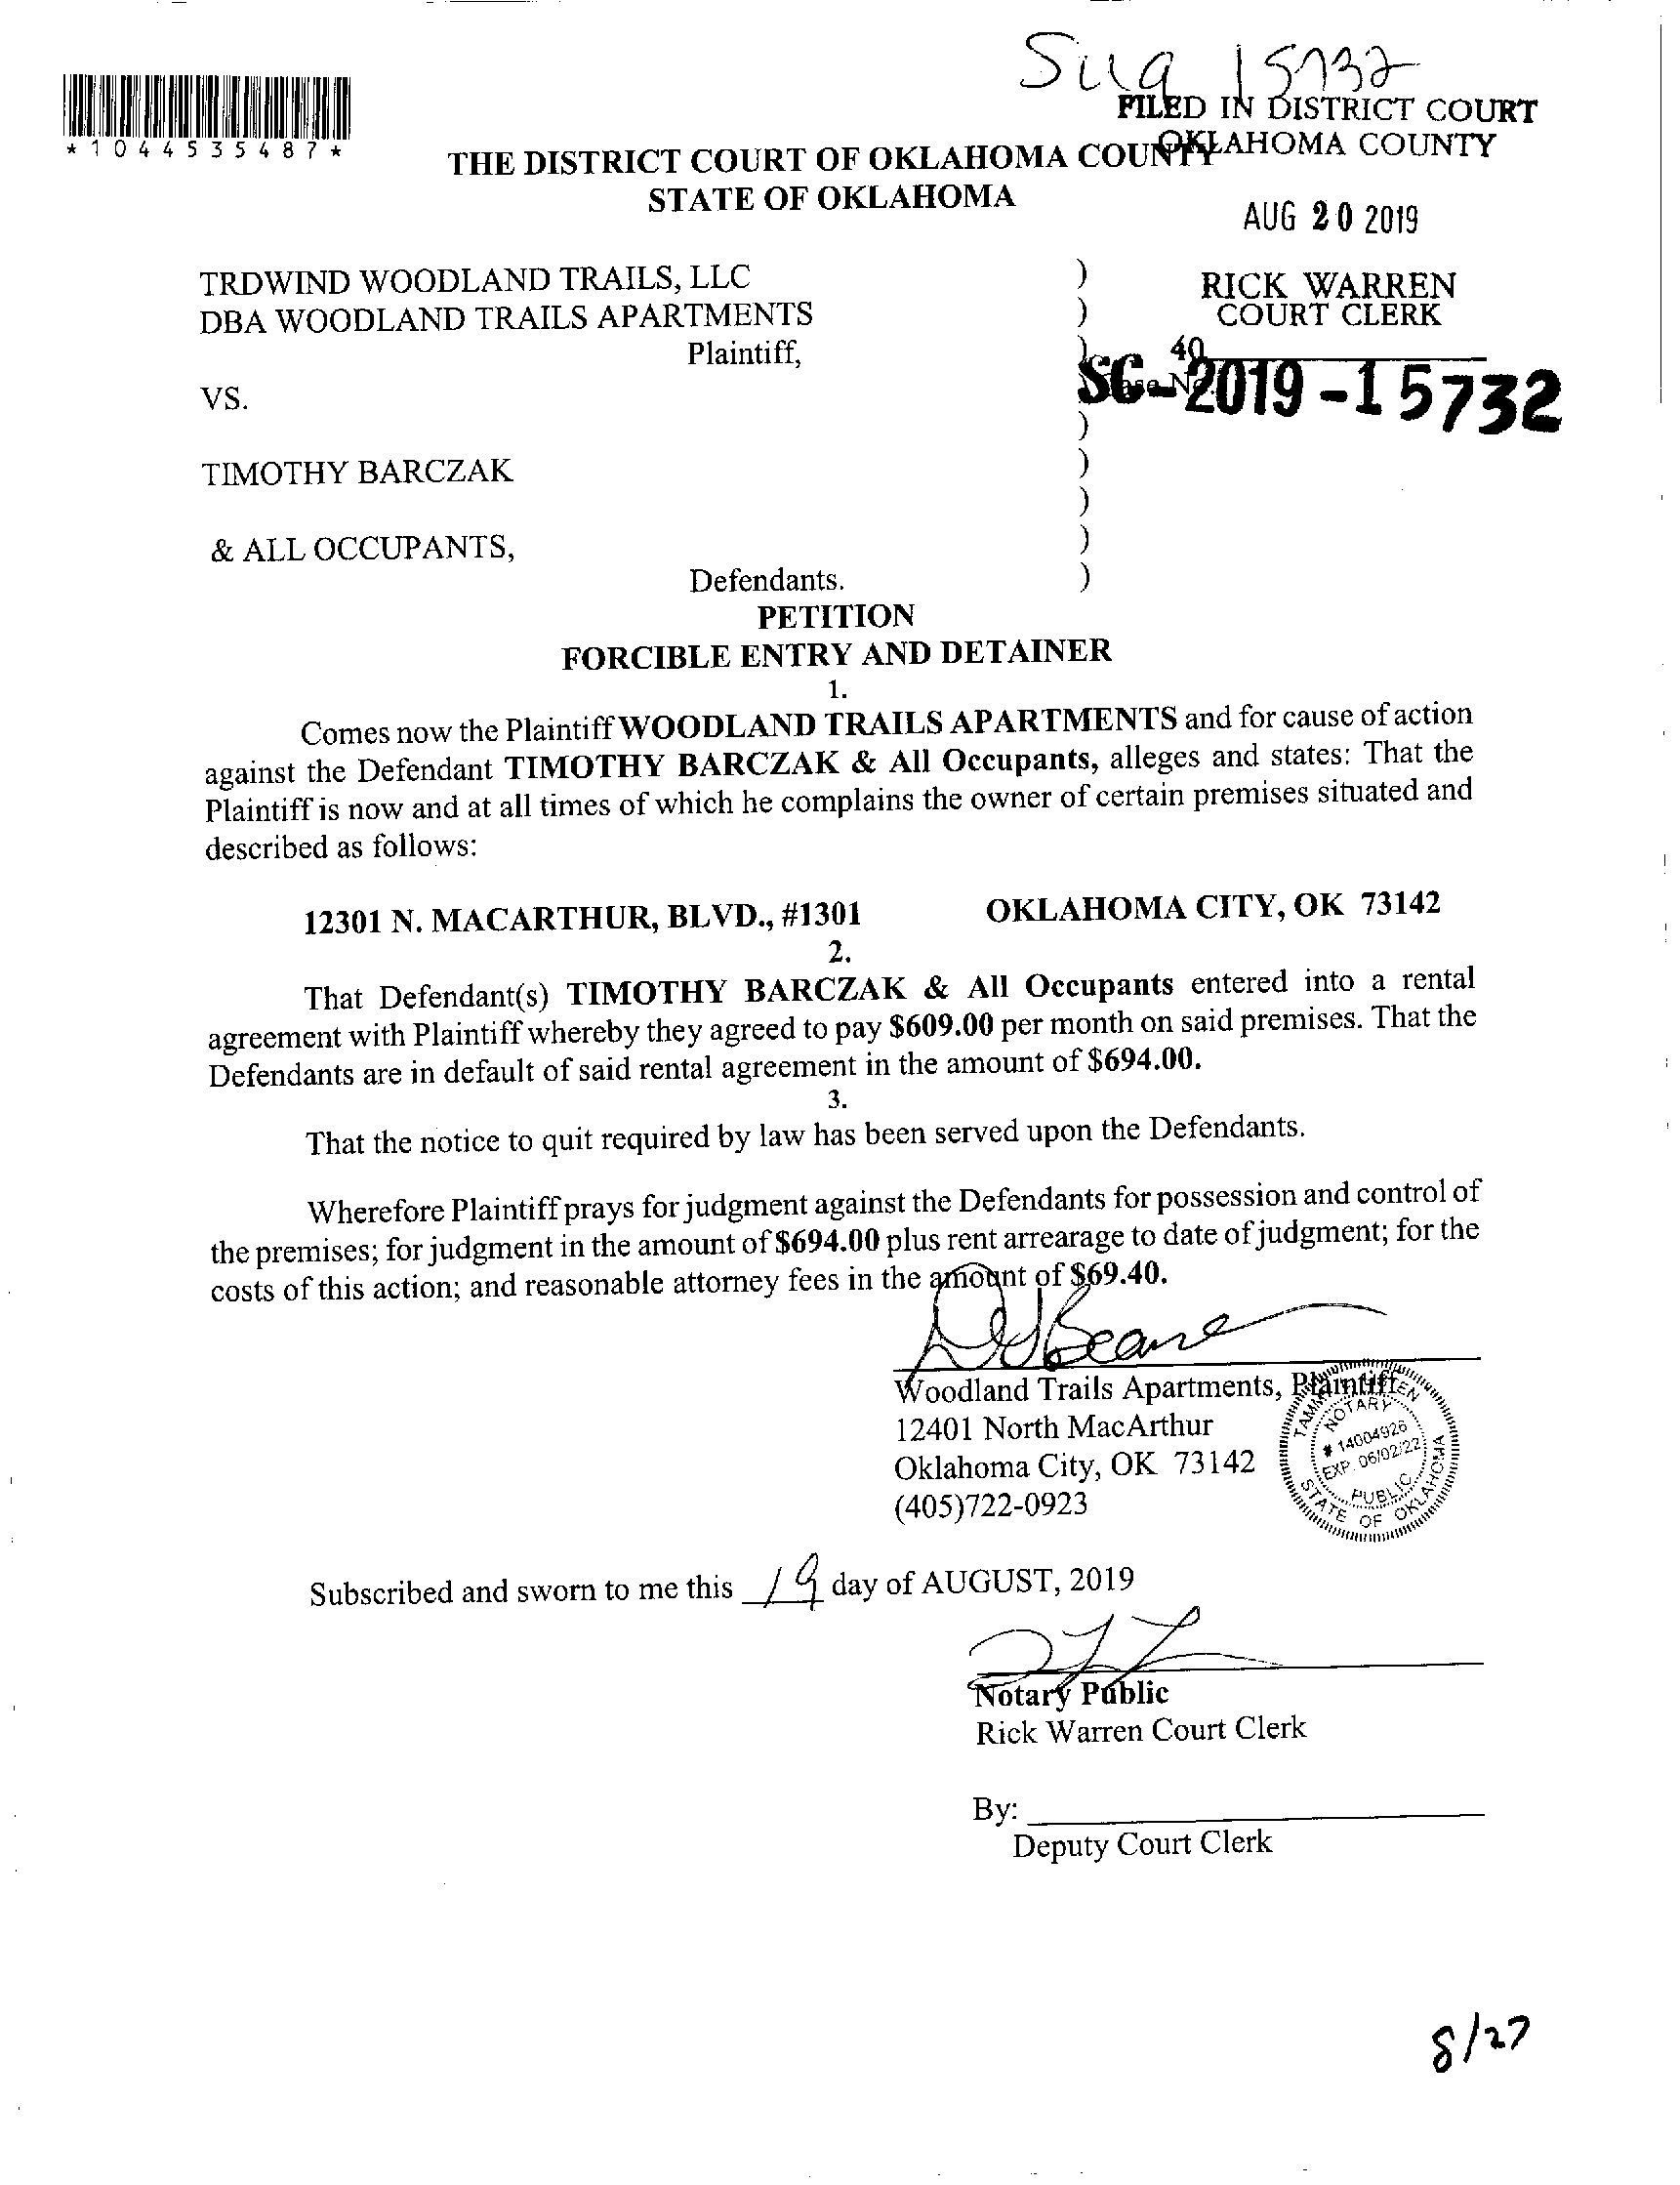 15732
FILED IN DISTRICT COURT
OKLAHOMA COUNTY
*1044535487*
THE DISTRICT COURT OF OKLAHOMA COUNTY
STATE OF OKLAHOMA
AUG 20 2019
TRDWIND WOODLAND TRAILS, LLC )
DBA WOODLAND TRAILS APARTMENTS )
Plaintiff, )
RICK WARREN
COURT CLERK
40
SC-2019-15732
VS. ) Case No.
)
TIMOTHY BARCZAK )
)
& ALL OCCUPANTS, )
Defendants. )
PETITION
FORCIBLE ENTRY AND DETAINER
1.
Comes now the Plaintiff WOODLAND TRAILS APARTMENTS and for cause of action
against the Defendant TIMOTHY BARCZAK & All Occupants, alleges and states: That the
Plaintiff is now and at all times of which he complains the owner of certain premises situated and
described as follows:
12301 N. MACARTHUR, BLVD., #1301 OKLAHOMA CITY, OK 73142
2.
That Defendant(s) TIMOTHY BARCZAK & All Occupants entered into a rental
agreement with Plaintiff whereby they agreed to pay $609.00 per month on said premises. That the
Defendants are in default of said rental agreement in the amount of $694.00.
3.
That the notice to quit required by law has been served upon the Defendants.
Wherefore Plaintiff prays for judgment against the Defendants for possession and control of
the premises; for judgment in the amount of $694.00 plus rent arrearage to date of judgment; for the
costs of this action; and reasonable attorney fees in the amount of $69.40.
Woodland Trails Apartments, Plaintiff
12401 North MacArthur
Oklahoma City, OK 73142
(405)722-0923
NOTARY
# 14004926
EXP. 06/02/22
PUBLIC
STATE OF OKLAHOMA
Subscribed and sworn to me this 19 day of AUGUST, 2019
Notary Public
Rick Warren Court Clerk
By:
Deputy Court Clerk
8/27